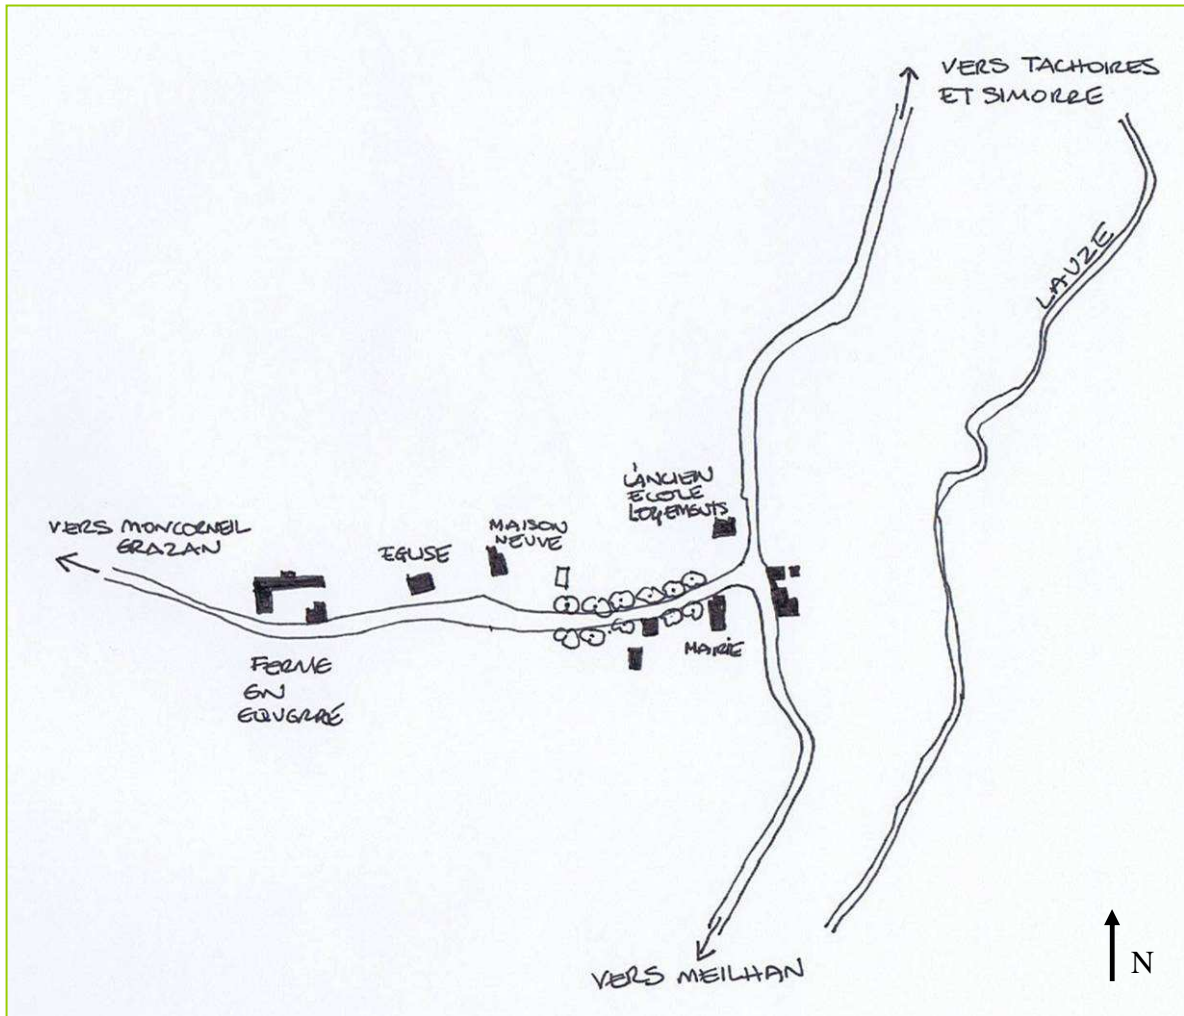 VERS TACHOIRES
ET SIMORRE
LAUZE
L'ANCIEN
ECOLE
LOGEMENTS
VERS MONCORNEIL
GRAZAN
EGLISE
MAISON
NEUVE
MAIRIE
FERME
EN
EQUERRÉ
VERS MEILHAN
N